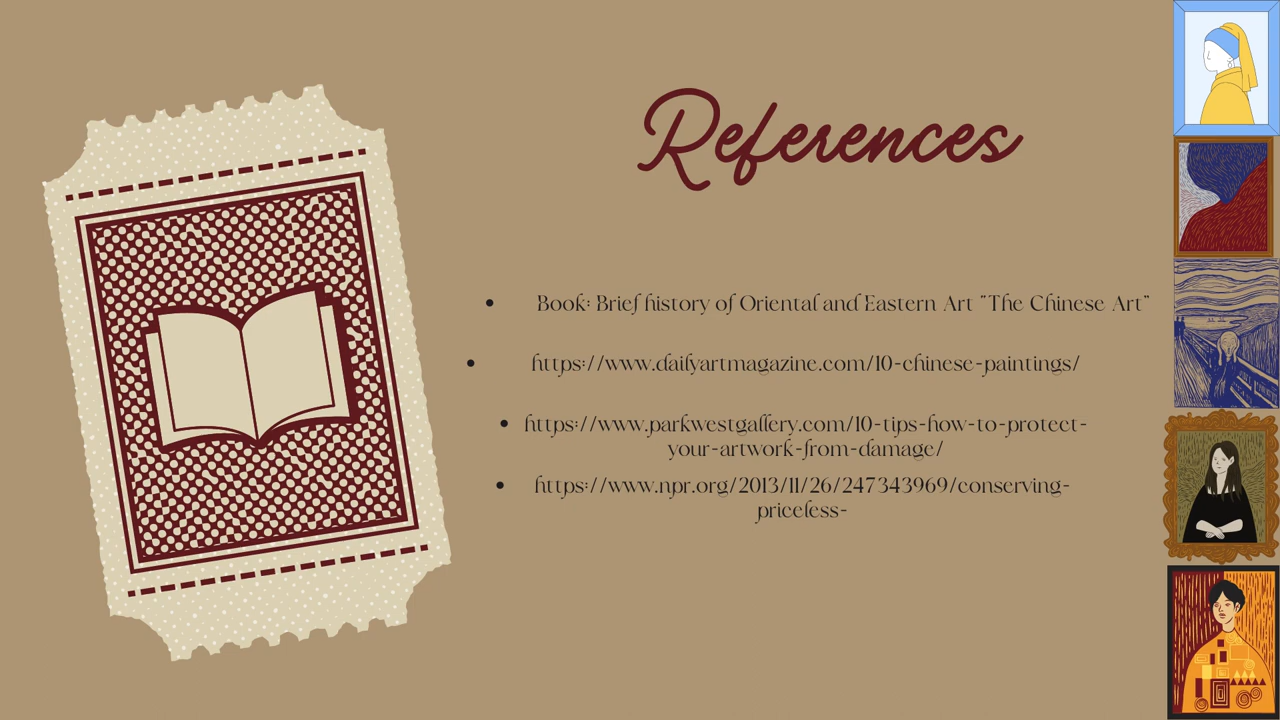 References
• Book: Brief history of Oriental and Eastern Art "The Chinese Art"
• https://www.dailyartmagazine.com/10-chinese-paintings/
• https://www.parkwestgallery.com/10-tips-how-to-protect-
your-artwork-from-damage/
• https://www.npr.org/2013/11/26/247343969/conserving-
priceless-